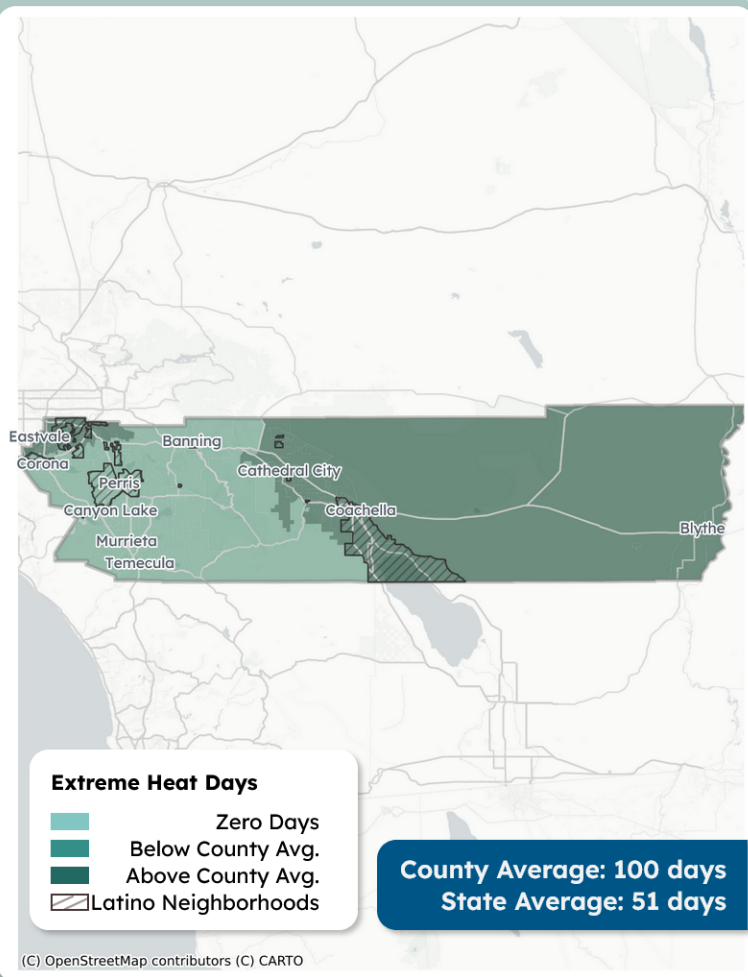 Eastvale
Banning
Corona
Cathedral City
Perris
Canyon Lake
Coachella
Blythe
Murrieta
Temecula
Extreme Heat Days
Zero Days
Below County Avg.
Above County Avg.
Latino Neighborhoods
County Average: 100 days
State Average: 51 days
(C) OpenStreetMap contributors (C) CARTO